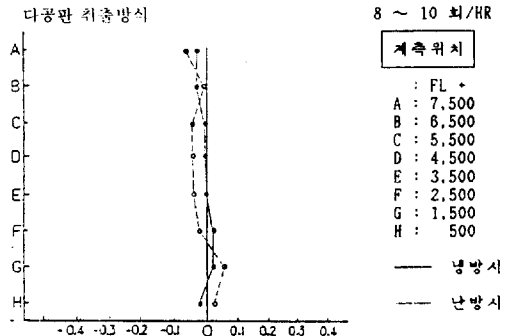 다공판 취출방식
8 ~ 10 회/HR
계측위치
: FL +
A : 7,500
B : 6,500
C : 5,500
D : 4,500
E : 3,500
F : 2,500
G : 1,500
H : 500
냉방시
난방시
A
B
C
D
E
F
G
H
-0.4 -0.3 -0.2 -0.1 0 0.1 0.2 0.3 0.4